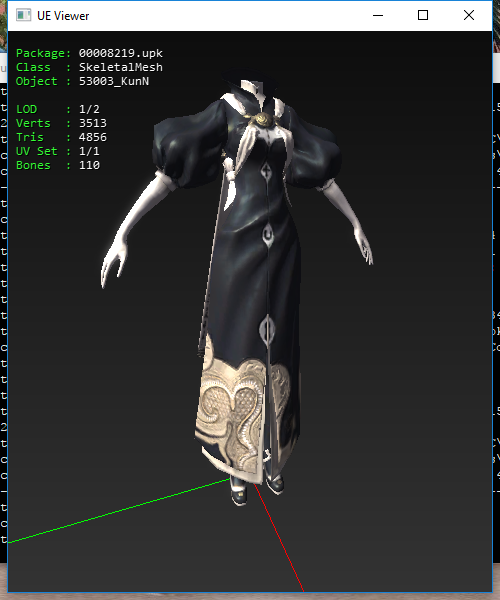 UE Viewer
Package: 00008219.upk
Class : SkeletalMesh
Object : 53003_KunN
LOD : 1/2
Verts : 3513
Tris : 4856
UV Set : 1/1
Bones : 110